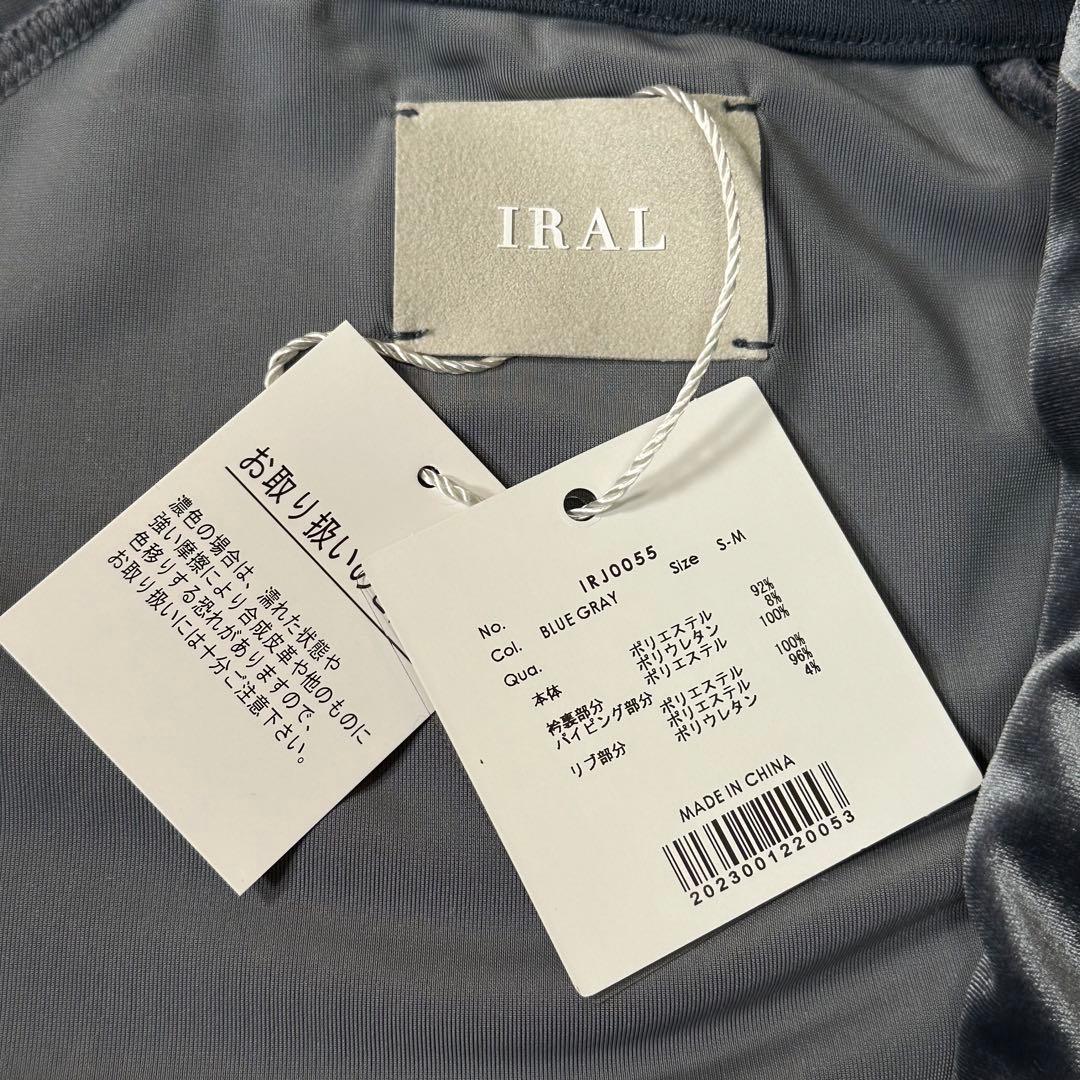 IRAL
お取り扱いの
濃色の場合は、濡れた状態や
強い摩擦により合成皮革や他のものに
色移りする恐れがありますので、
お取り扱いには十分ご注意下さい。
No. IRJ0055 Size S-M
Col. BLUE GRAY
Qua.
本体 ポリエステル 92%
ポリウレタン 8%
衿裏部分 ポリエステル 100%
パイピング部分 ポリエステル 100%
リブ部分 ポリエステル 96%
ポリウレタン 4%
MADE IN CHINA
2023001220053